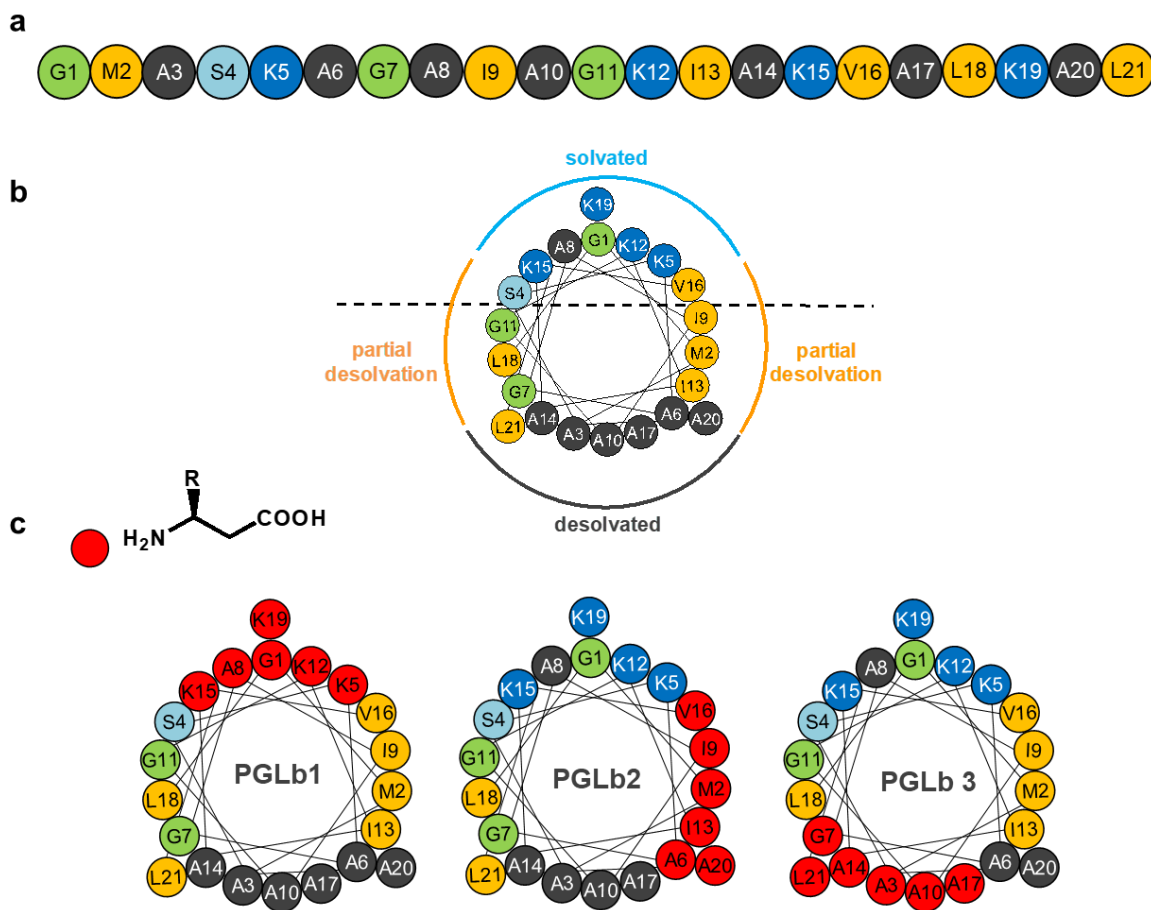 a
G1 M2 A3 S4 K5 A6 G7 A8 I9 A10 G11 K12 I13 A14 K15 V16 A17 L18 K19 A20 L21
b
solvated
K19
A8 G1 K12
K15 K5
S4 V16
G11 I9
partial desolvation
L18 M2
partial desolvation
G7 I13
L21 A14 A6 A20
A3 A10 A17
desolvated
c
R
H2N COOH
K19
A8 G1 K12
K15 K5
S4 V16
G11 I9
PGLb1
L18 M2
G7 I13
L21 A14 A6 A20
A3 A10 A17
K19
A8 G1 K12
K15 K5
S4 V16
G11 I9
PGLb2
L18 M2
G7 I13
L21 A14 A6 A20
A3 A10 A17
K19
A8 G1 K12
K15 K5
S4 V16
G11 I9
PGLb 3
L18 M2
G7 I13
L21 A14 A6 A20
A3 A10 A17